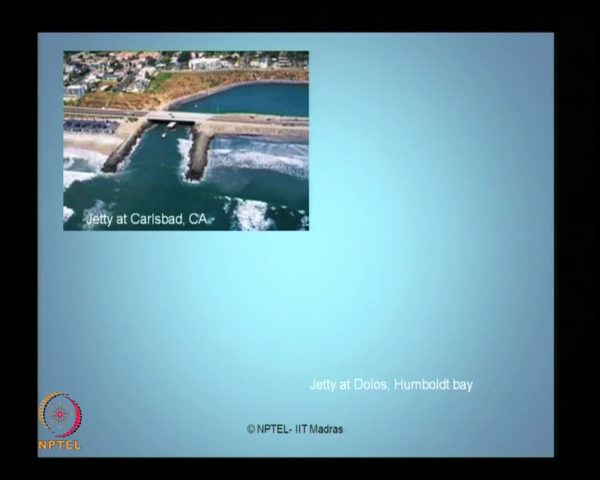 Jetty at Carlsbad, CA
Jetty at Dolos, Humboldt bay
NPTEL
© NPTEL- IIT Madras